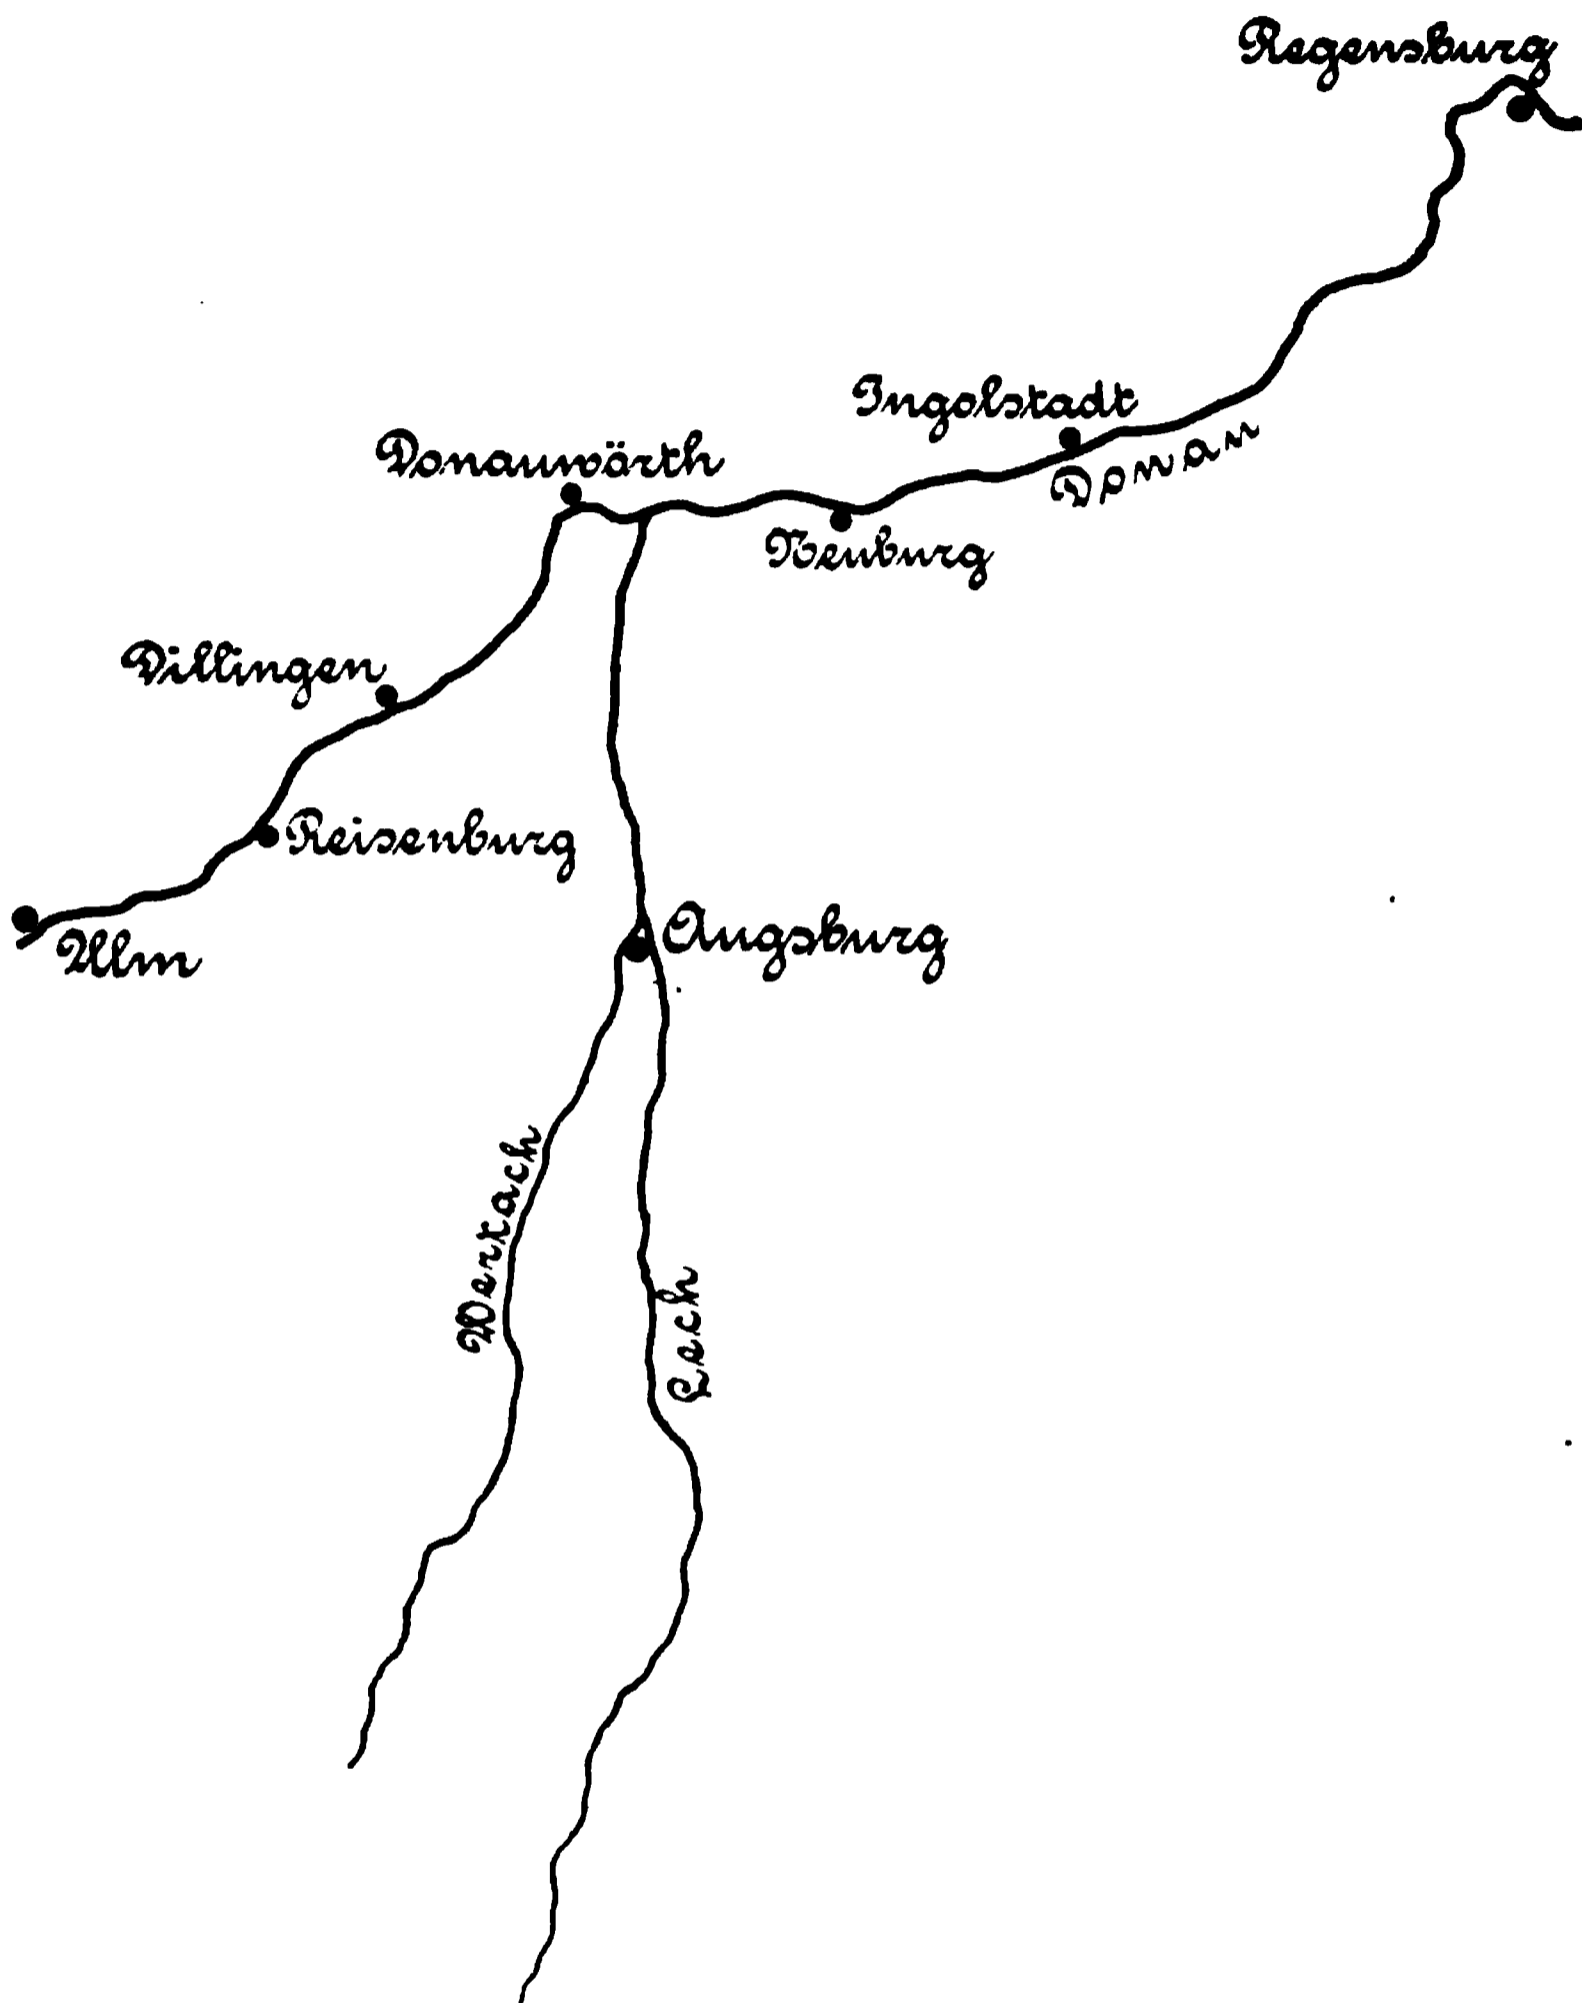 Regensburg
Ingolstadt
Donau
Donauwörth
Neuburg
Dillingen
Reisenburg
Augsburg
Ulm
Wertach
Lech